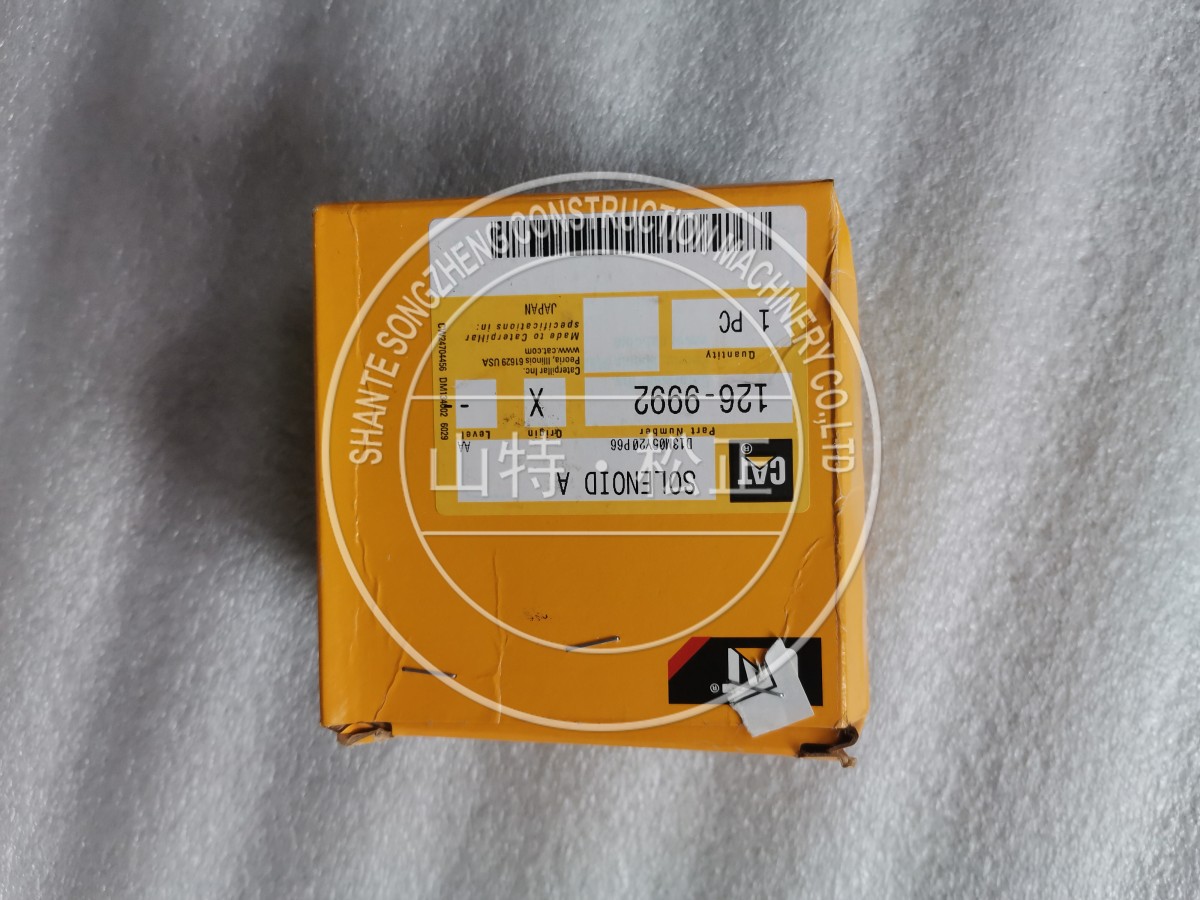 SHANTE SONGZHENG CONSTRUCTION MACHINERY CO.,LTD
山特·松正
CAT
®
SOLENOID A
D13M05Y20P66
AA
Part Number
Origin
Level
126-9992
X
-
Caterpillar Inc.
Peoria, Illinois 61629 USA
www.cat.com
Made to Caterpillar
specifications in:
JAPAN
Quantity
1 PC
®